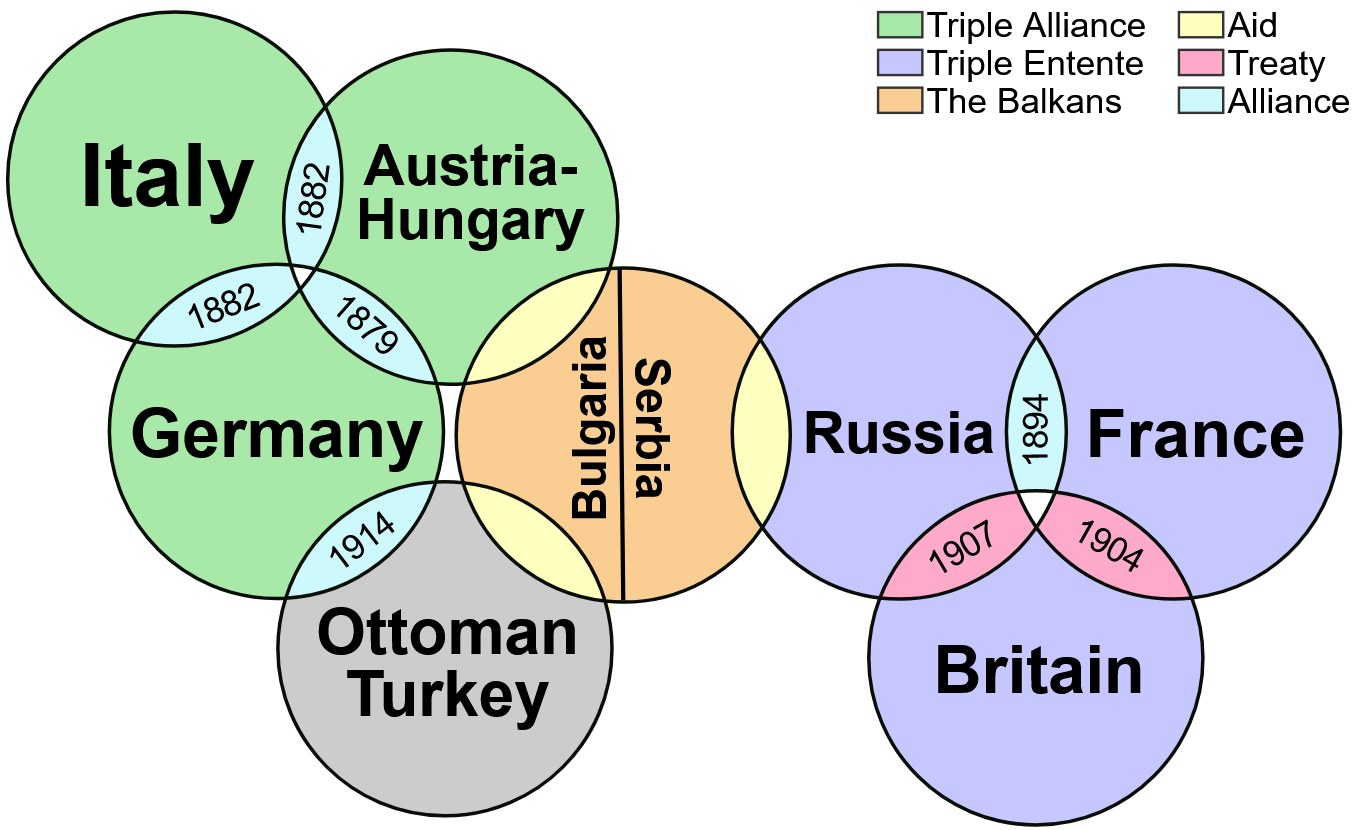 Triple Alliance
Triple Entente
The Balkans
Aid
Treaty
Alliance
Italy
1882
Austria-
Hungary
1882
1879
Germany
1914
Ottoman
Turkey
Bulgaria
Serbia
Russia
1894
France
1907
1904
Britain